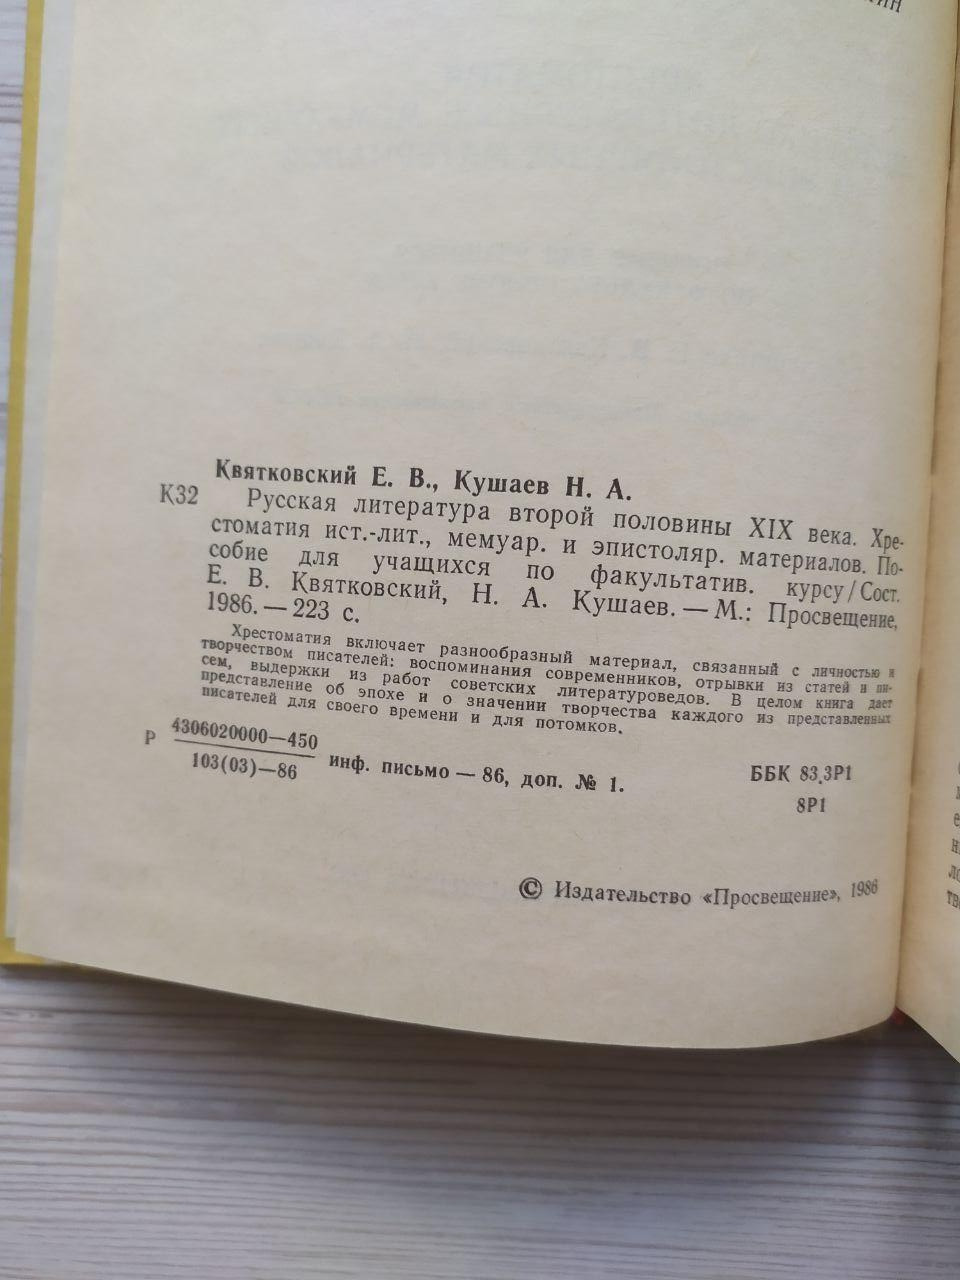 Квятковский Е. В., Кушаев Н. А.
К32 Русская литература второй половины XIX века. Хре-
стоматия ист.-лит., мемуар. и эпистоляр. материалов. По-
собие для учащихся по факультатив. курсу/Сост.
Е. В. Квятковский, Н. А. Кушаев. — М.: Просвещение,
1986. — 223 с.
Хрестоматия включает разнообразный материал, связанный с личностью и
творчеством писателей: воспоминания современников, отрывки из статей и пи-
сем, выдержки из работ советских литературоведов. В целом книга дает
представление об эпохе и о значении творчества каждого из представленных
писателей для своего времени и для потомков.
Р 4306020000—450
103(03)—86 инф. письмо — 86, доп. № 1.
ББК 83.3Р1
8Р1
© Издательство «Просвещение», 1986